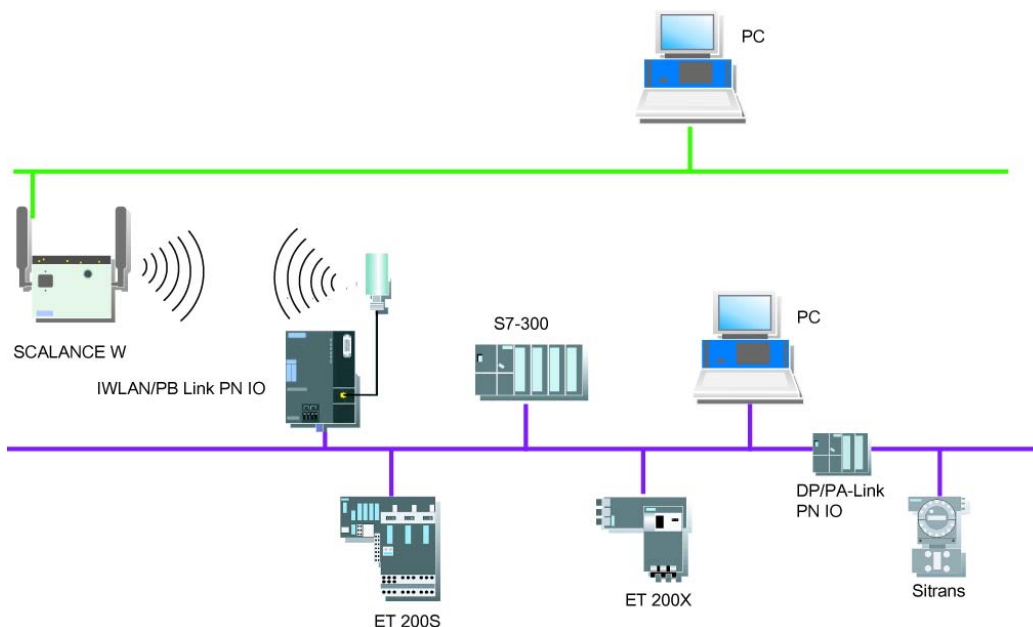 PC
SCALANCE W
IWLAN/PB Link PN IO
S7-300
PC
DP/PA-Link
PN IO
ET 200S
ET 200X
Sitrans